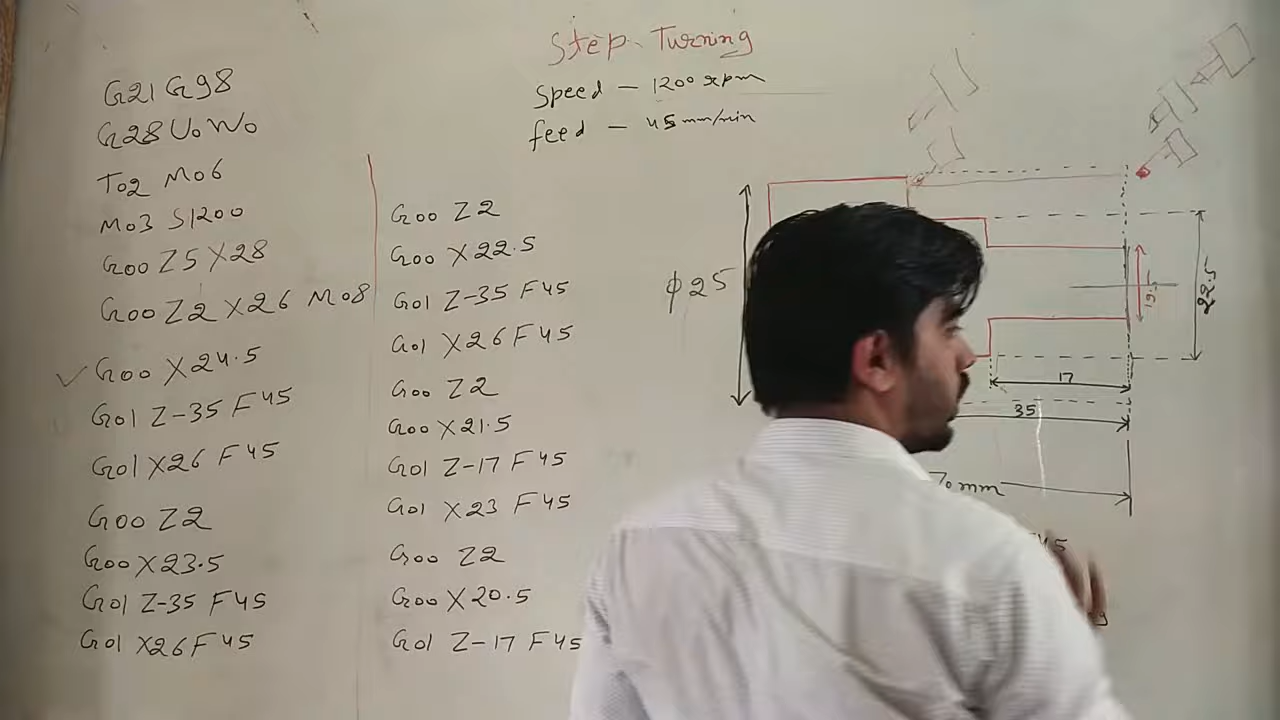 Step Turning
Speed - 1200 rpm
feed - 45 mm/min
G21 G98
G28 U0 W0
T02 M06
M03 S1200
G00 Z5 X28
G00 Z2 X26 M08
✓ G00 X24.5
G01 Z-35 F45
G01 X26 F45
G00 Z2
G00 X23.5
G01 Z-35 F45
G01 X26 F45
G00 Z2
G00 X22.5
G01 Z-35 F45
G01 X26 F45
G00 Z2
G00 X21.5
G01 Z-17 F45
G01 X23 F45
G00 Z2
G00 X20.5
G01 Z-17 F45
φ25
22.5
17
35
70 mm